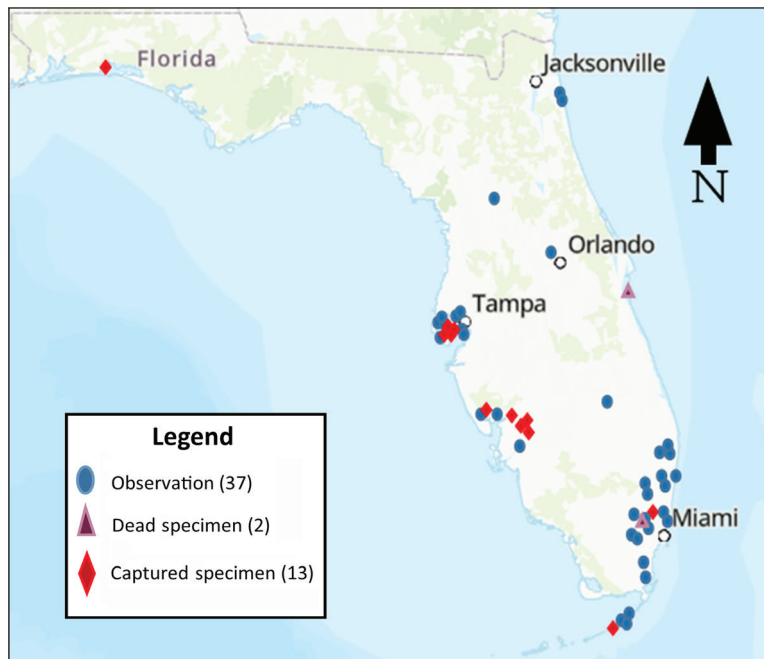 Florida
Jacksonville
N
Orlando
Tampa
Legend
Observation (37)
Dead specimen (2)
Captured specimen (13)
Miami